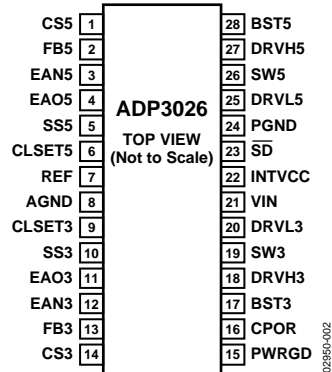 CS5 1
FB5 2
EAN5 3
EAO5 4
SS5 5
CLSET5 6
REF 7
AGND 8
CLSET3 9
SS3 10
EAO3 11
EAN3 12
FB3 13
CS3 14
ADP3026
TOP VIEW
(Not to Scale)
28 BST5
27 DRVH5
26 SW5
25 DRVL5
24 PGND
23 SD
22 INTVCC
21 VIN
20 DRVL3
19 SW3
18 DRVH3
17 BST3
16 CPOR
15 PWRGD
02950-002